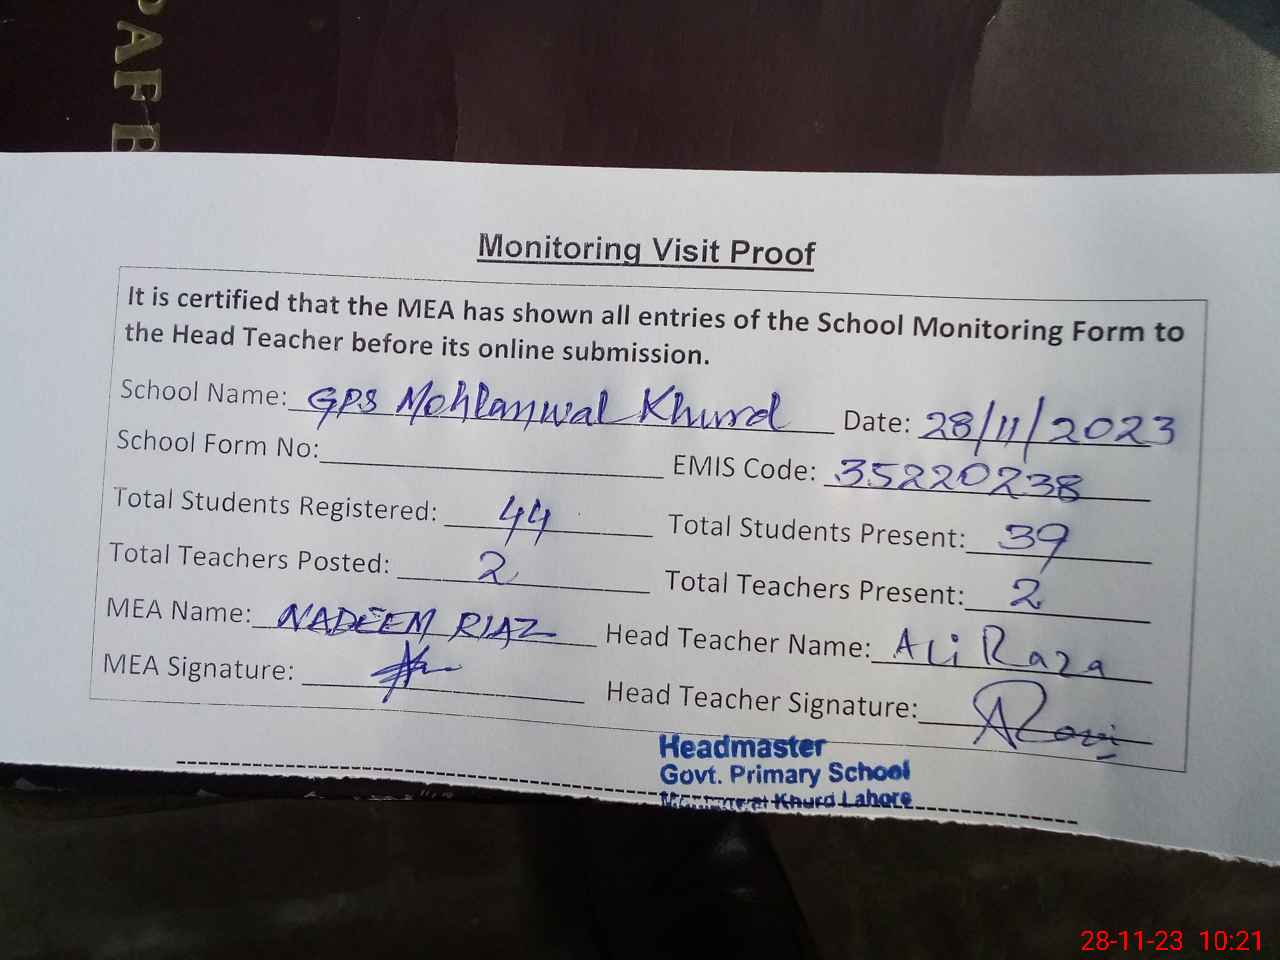 DAFB
Monitoring Visit Proof
It is certified that the MEA has shown all entries of the School Monitoring Form to
the Head Teacher before its online submission.
School Name: GPS Mohlanwal Khurd Date: 28/11/2023
School Form No: EMIS Code: 35220238
Total Students Registered: 44 Total Students Present: 39
Total Teachers Posted: 2 Total Teachers Present: 2
MEA Name: NADEEM RIAZ Head Teacher Name: Ali Raza
MEA Signature: Head Teacher Signature:
Headmaster
Govt. Primary School
Khurd Lahore
28-11-23 10:21